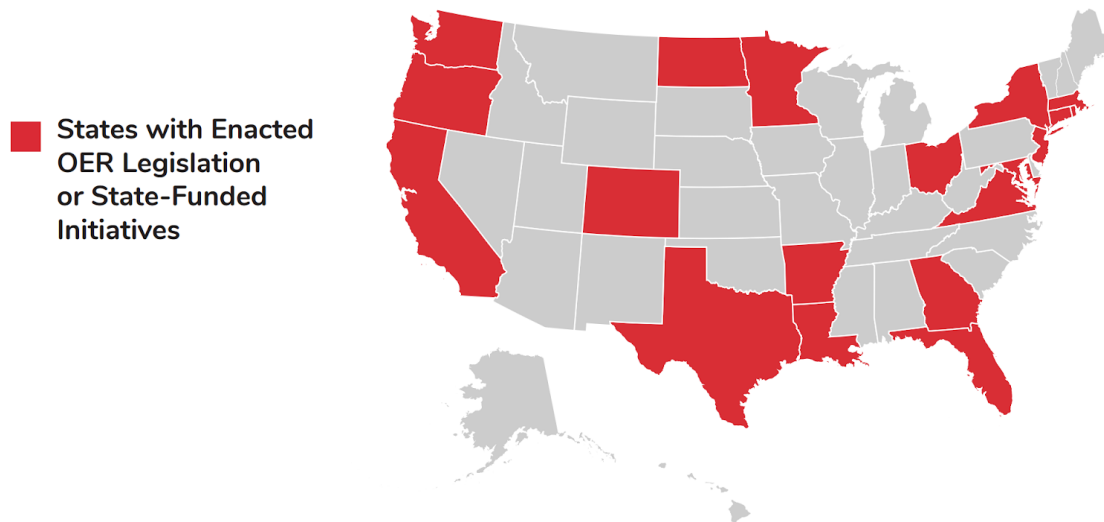 States with Enacted
OER Legislation
or State-Funded
Initiatives